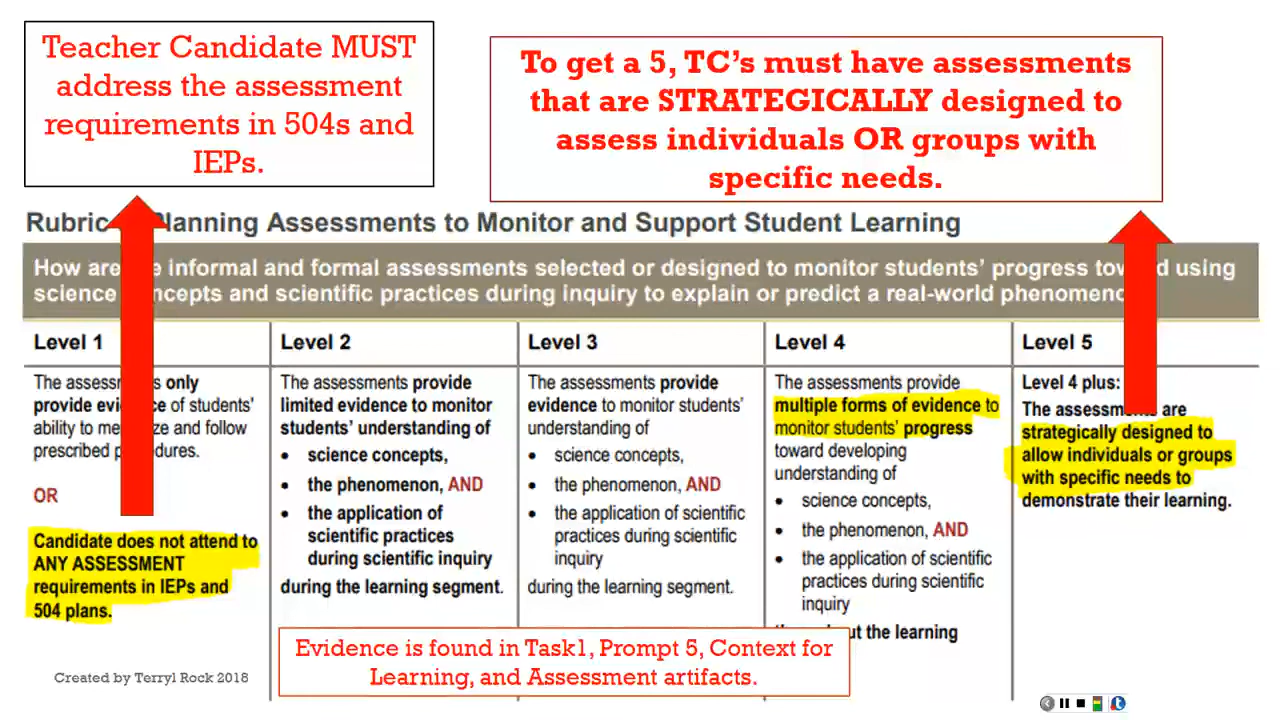 Teacher Candidate MUST
address the assessment
requirements in 504s and
IEPs.
To get a 5, TC's must have assessments
that are STRATEGICALLY designed to
assess individuals OR groups with
specific needs.
Rubric Planning Assessments to Monitor and Support Student Learning
How are informal and formal assessments selected or designed to monitor students' progress using
science and scientific practices during inquiry to explain or predict a real-world
Level 1
The only
provide of students'
ability to and follow
prescribed
OR
Candidate does not attend to
ANY ASSESSMENT
requirements in IEPs and
504 plans.
Level 2
The assessments provide
limited evidence to monitor
students' understanding of
• science concepts,
• the phenomenon, AND
• the application of
scientific practices
during scientific inquiry
during the learning segment.
Level 3
The assessments provide
evidence to monitor students'
understanding of
• science concepts,
• the phenomenon, AND
• the application of scientific
practices during scientific
inquiry
during the learning segment.
Level 4
The assessments provide
multiple forms of evidence to
monitor students' progress
toward developing
understanding of
• science concepts,
• the phenomenon, AND
• the application of scientific
practices during scientific
inquiry
the learning
Level 5
Level 4 plus:
The are
strategically designed to
allow individuals or groups
with specific needs to
demonstrate their learning.
Evidence is found in Task1, Prompt 5, Context for
Learning, and Assessment artifacts.
Created by Terryl Rock 2018